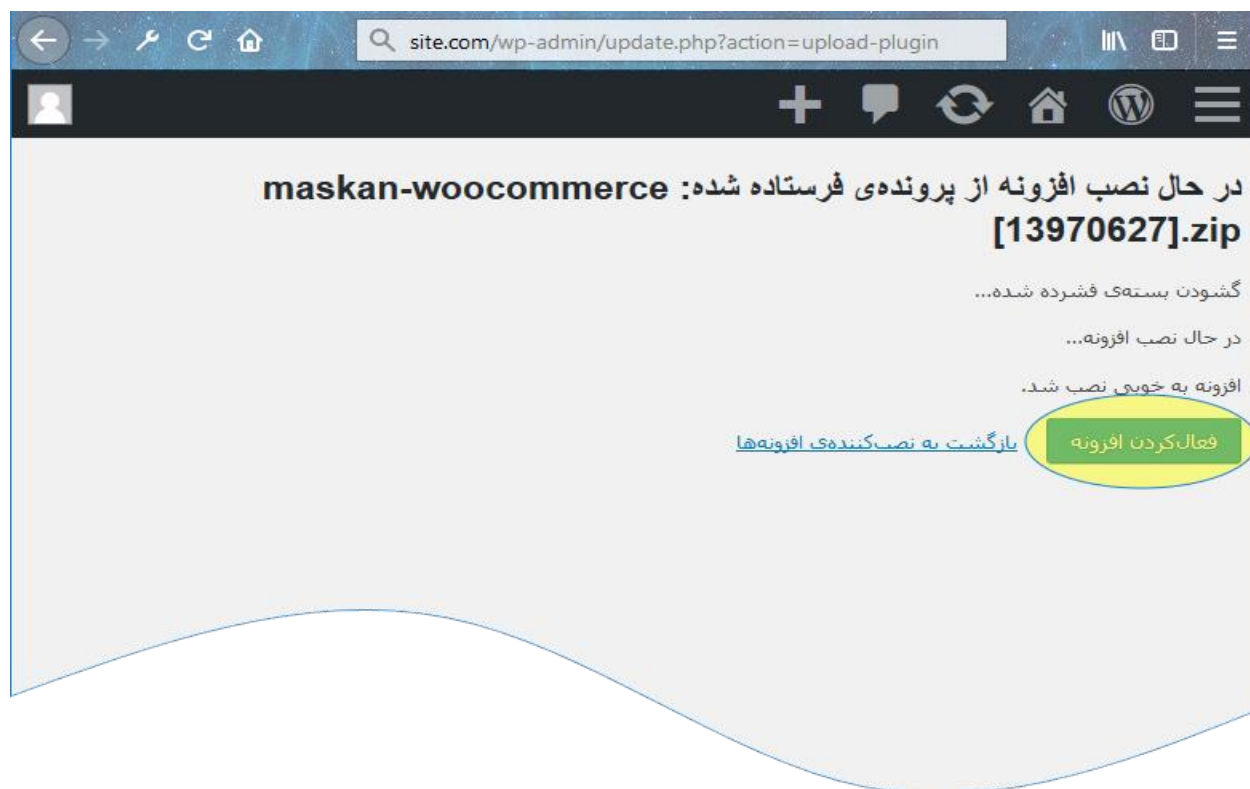 site.com/wp-admin/update.php?action=upload-plugin
در حال نصب افزونه از پرونده‌ی فرستاده شده: maskan-woocommerce
[13970627].zip
گشودن بسته‌ی فشرده شده...
در حال نصب افزونه...
افزونه به خوبی نصب شد.
فعال‌کردن افزونه بازگشت به نصب‌کننده‌ی افزونه‌ها